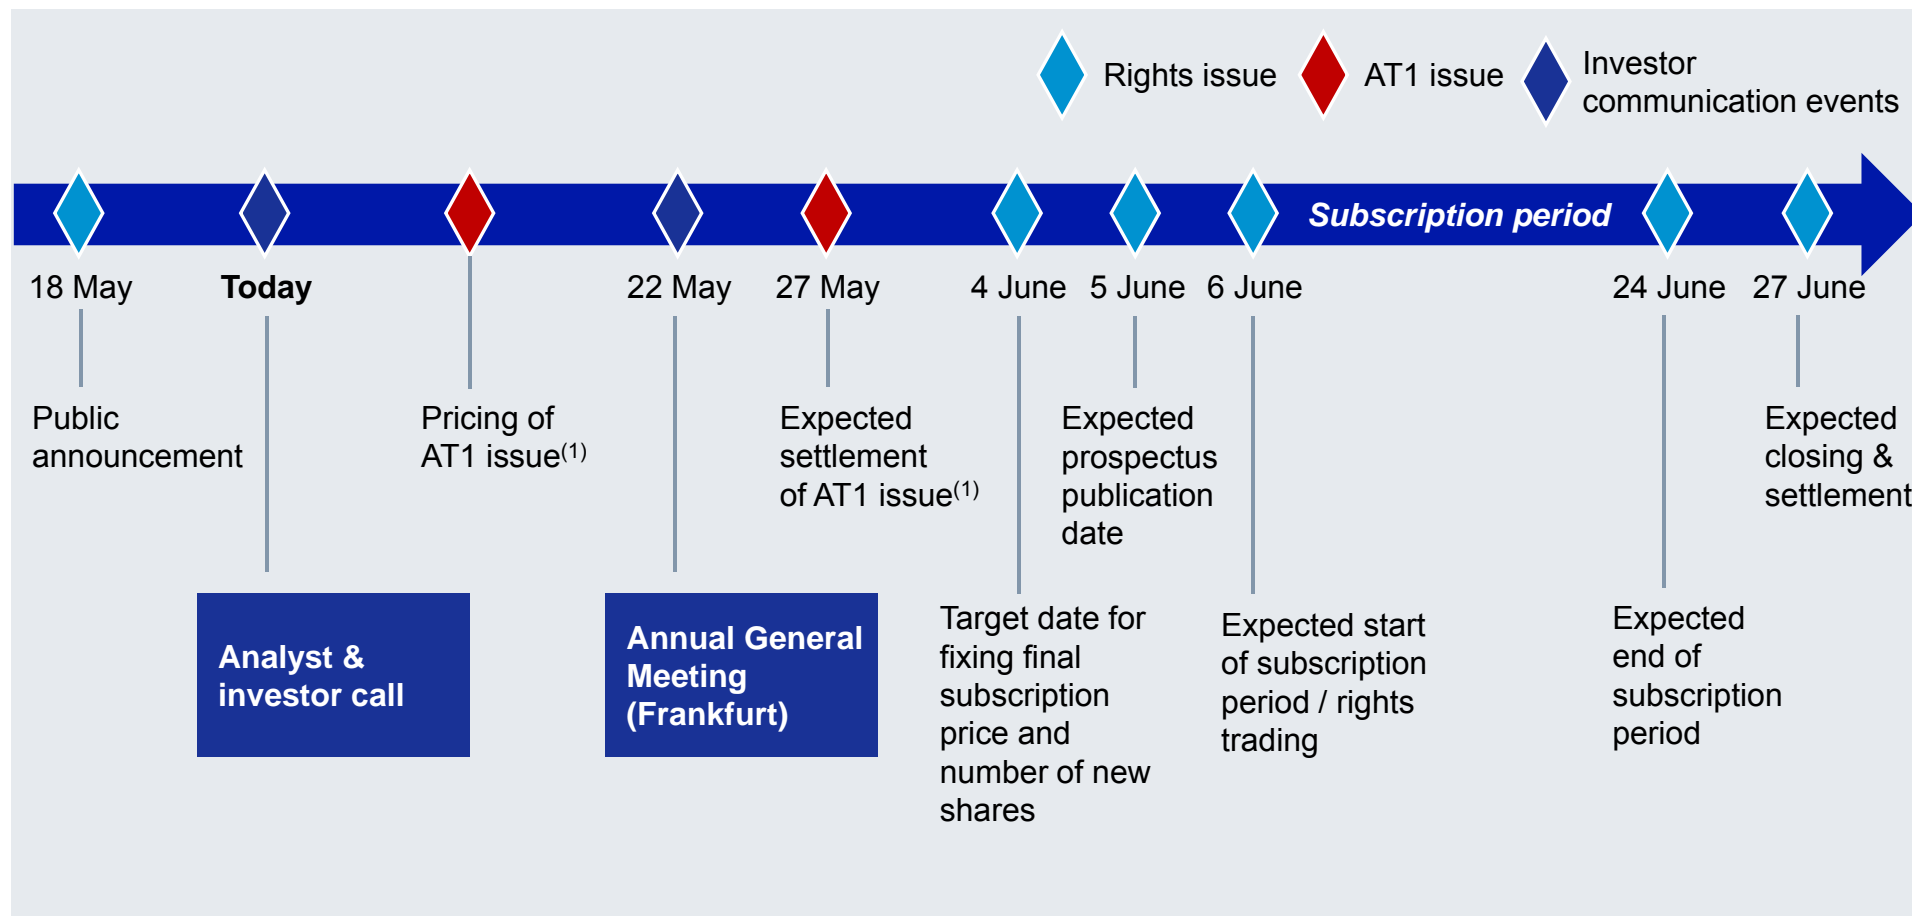 Rights issue
AT1 issue
Investor
communication events
Subscription period
18 May
Today
22 May
27 May
4 June
5 June
6 June
24 June
27 June
Public
announcement
Pricing of
AT1 issue(1)
Expected
settlement
of AT1 issue(1)
Expected
prospectus
publication
date
Expected
closing &
settlement
Analyst &
investor call
Annual General
Meeting
(Frankfurt)
Target date for
fixing final
subscription
price and
number of new
shares
Expected start
of subscription
period / rights
trading
Expected
end of
subscription
period